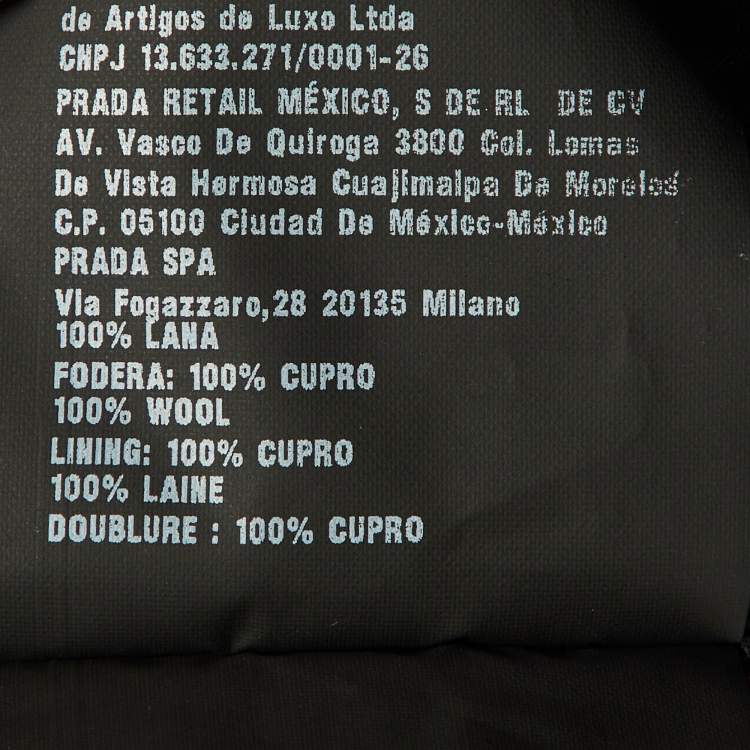 de Artigos de Luxo Ltda
CNPJ 13.633.271/0001-26
PRADA RETAIL MÉXICO, S DE RL DE CV
AV. Vasco De Quiroga 3800 Col. Lomas
De Vista Hermosa Cuajimalpa De Morelos
C.P. 05100 Ciudad De México-México
PRADA SPA
Via Fogazzaro,28 20135 Milano
100% LANA
FODERA: 100% CUPRO
100% WOOL
LINING: 100% CUPRO
100% LAINE
DOUBLURE : 100% CUPRO